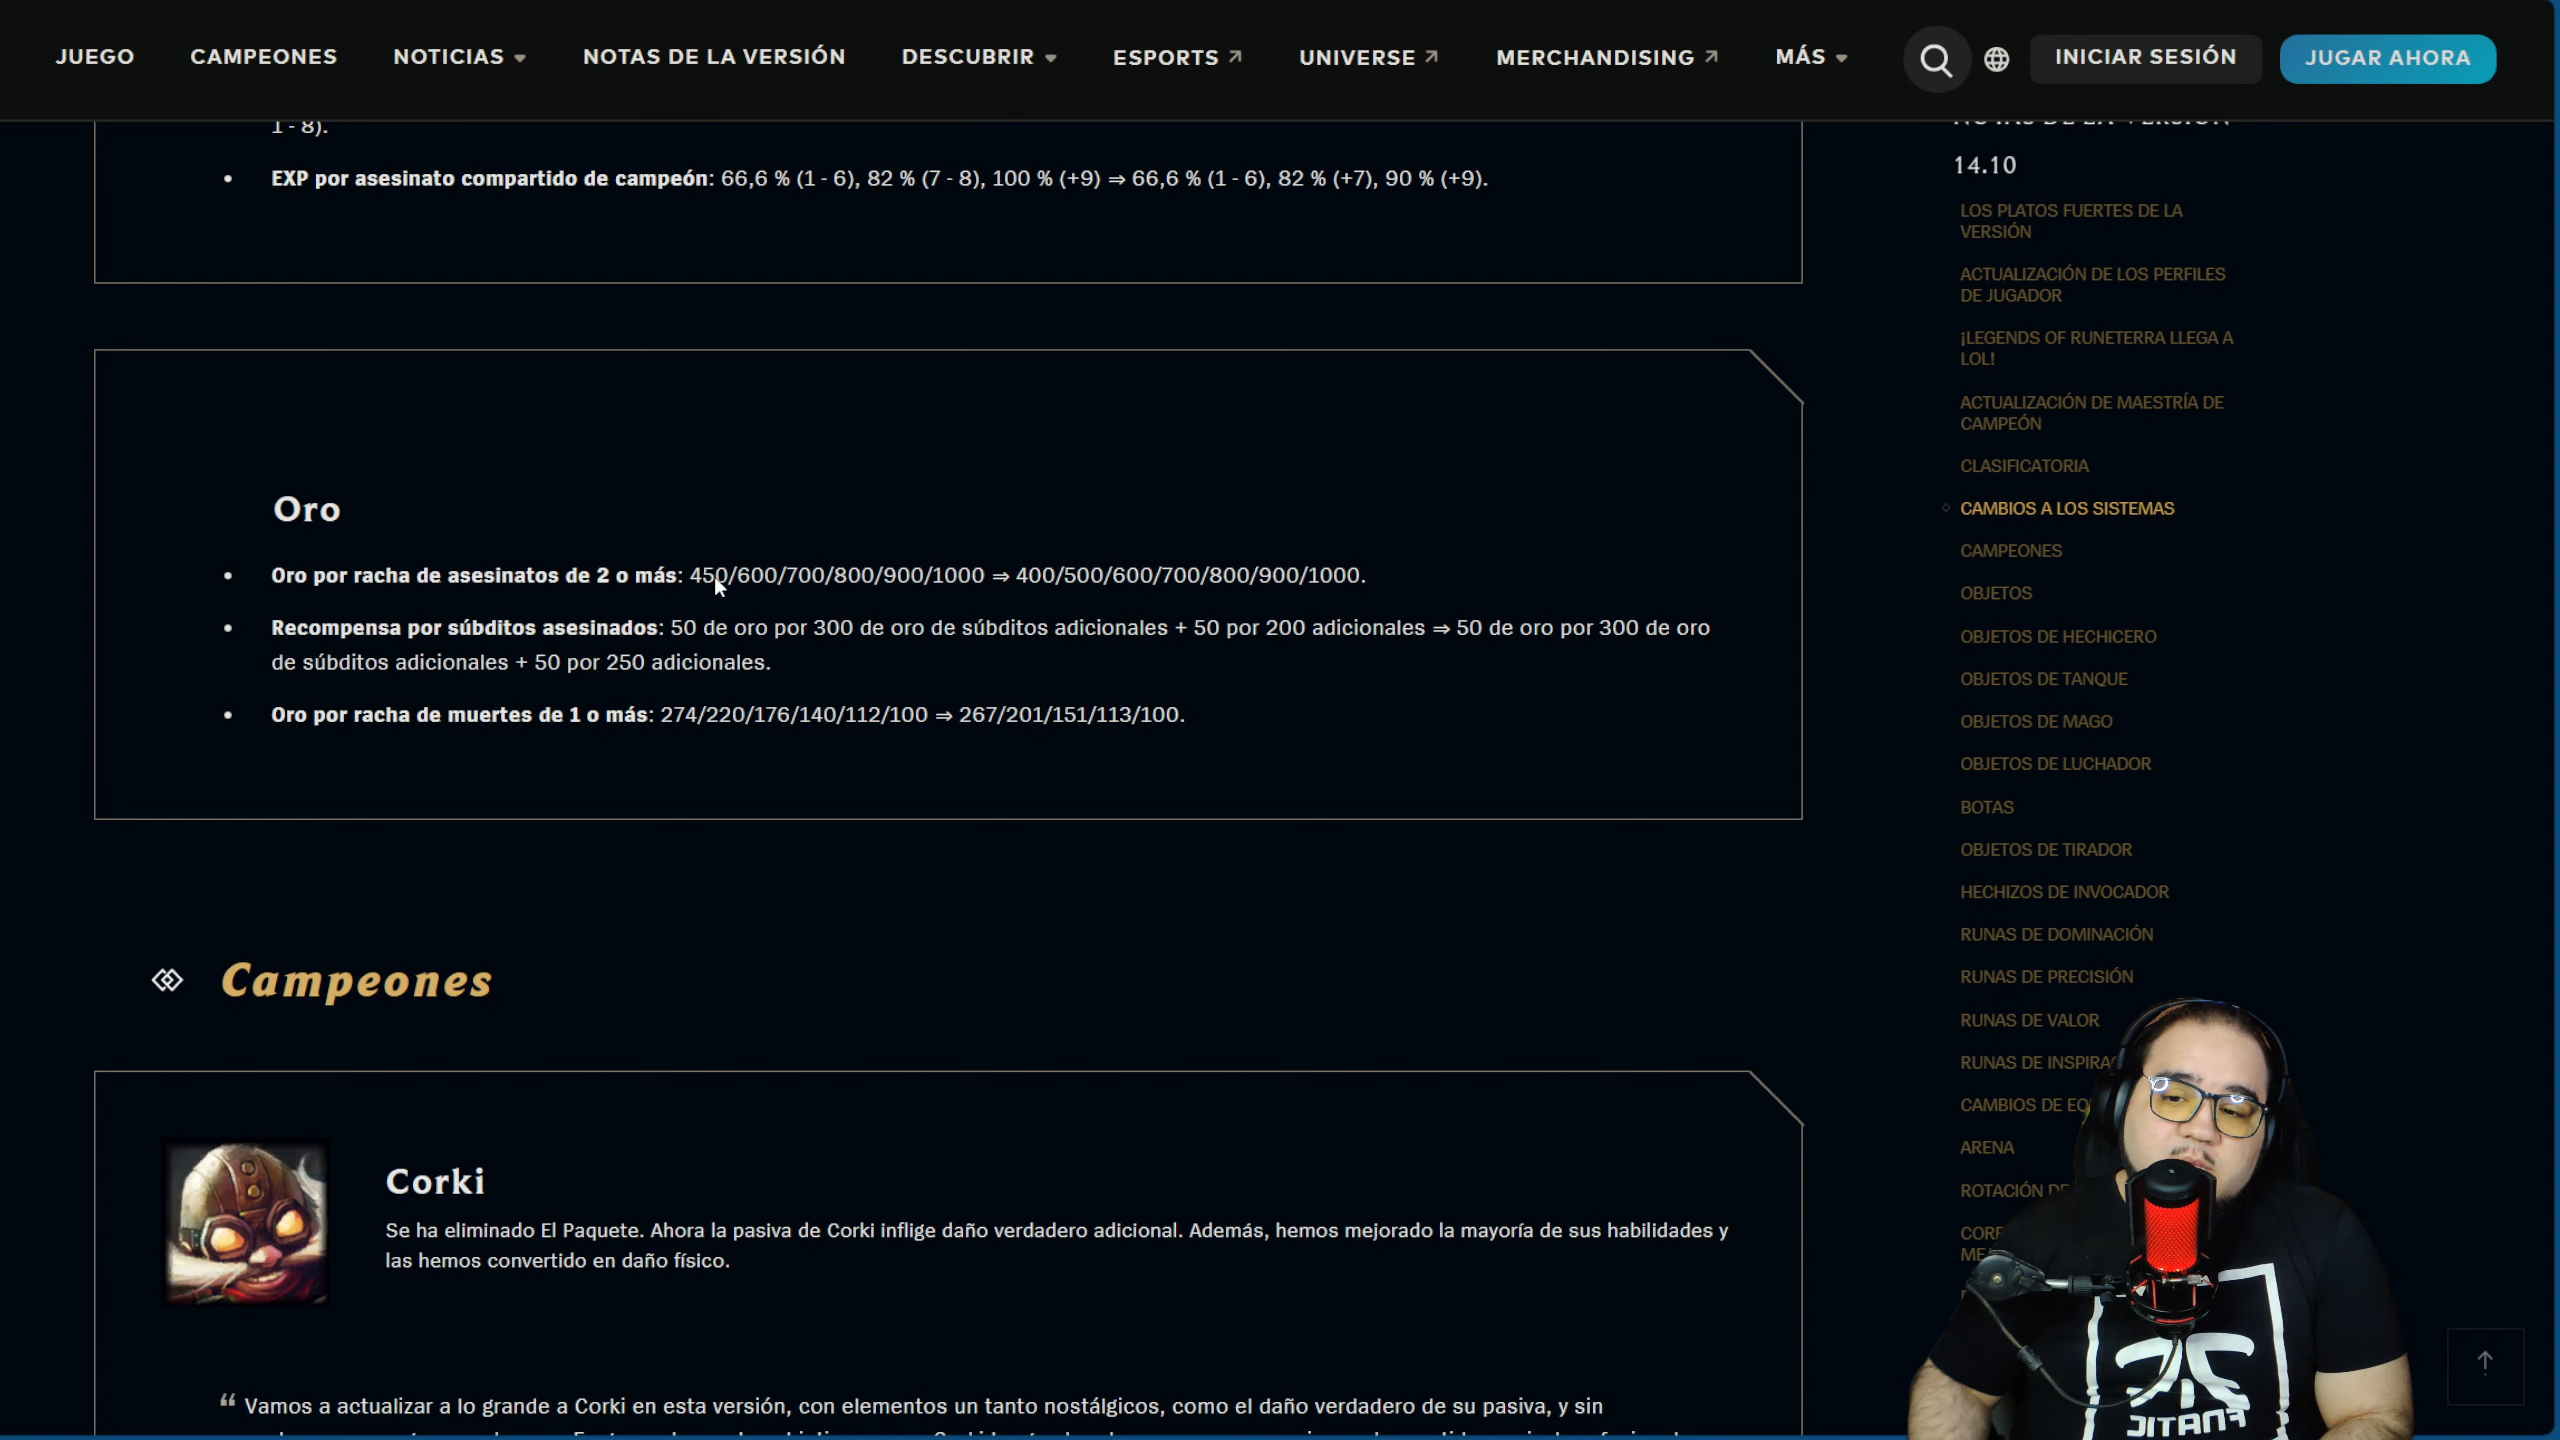 JUEGO CAMPEONES NOTICIAS NOTAS DE LA VERSIÓN DESCUBRIR ESPORTS UNIVERSE MERCHANDISING MÁS INICIAR SESIÓN JUGAR AHORA
1 - 8).
EXP por asesinato compartido de campeón: 66,6 % (1 - 6), 82 % (7 - 8), 100 % (+9) ⇒ 66,6 % (1 - 6), 82 % (+7), 90 % (+9).
Oro
Oro por racha de asesinatos de 2 o más: 450/600/700/800/900/1000 ⇒ 400/500/600/700/800/900/1000.
Recompensa por súbditos asesinados: 50 de oro por 300 de oro de súbditos adicionales + 50 por 200 adicionales ⇒ 50 de oro por 300 de oro
de súbditos adicionales + 50 por 250 adicionales.
Oro por racha de muertes de 1 o más: 274/220/176/140/112/100 ⇒ 267/201/151/113/100.
Campeones
Corki
Se ha eliminado El Paquete. Ahora la pasiva de Corki inflige daño verdadero adicional. Además, hemos mejorado la mayoría de sus habilidades y
las hemos convertido en daño físico.
“ Vamos a actualizar a lo grande a Corki en esta versión, con elementos un tanto nostálgicos, como el daño verdadero de su pasiva, y sin
NOTAS DE LA VERSIÓN
14.10
LOS PLATOS FUERTES DE LA
VERSIÓN
ACTUALIZACIÓN DE LOS PERFILES
DE JUGADOR
¡LEGENDS OF RUNETERRA LLEGA A
LOL!
ACTUALIZACIÓN DE MAESTRÍA DE
CAMPEÓN
CLASIFICATORIA
CAMBIOS A LOS SISTEMAS
CAMPEONES
OBJETOS
OBJETOS DE HECHICERO
OBJETOS DE TANQUE
OBJETOS DE MAGO
OBJETOS DE LUCHADOR
BOTAS
OBJETOS DE TIRADOR
HECHIZOS DE INVOCADOR
RUNAS DE DOMINACIÓN
RUNAS DE PRECISIÓN
RUNAS DE VALOR
RUNAS DE
CAMBIOS DE
ARENA
ROTACIÓN DE
FNATIC